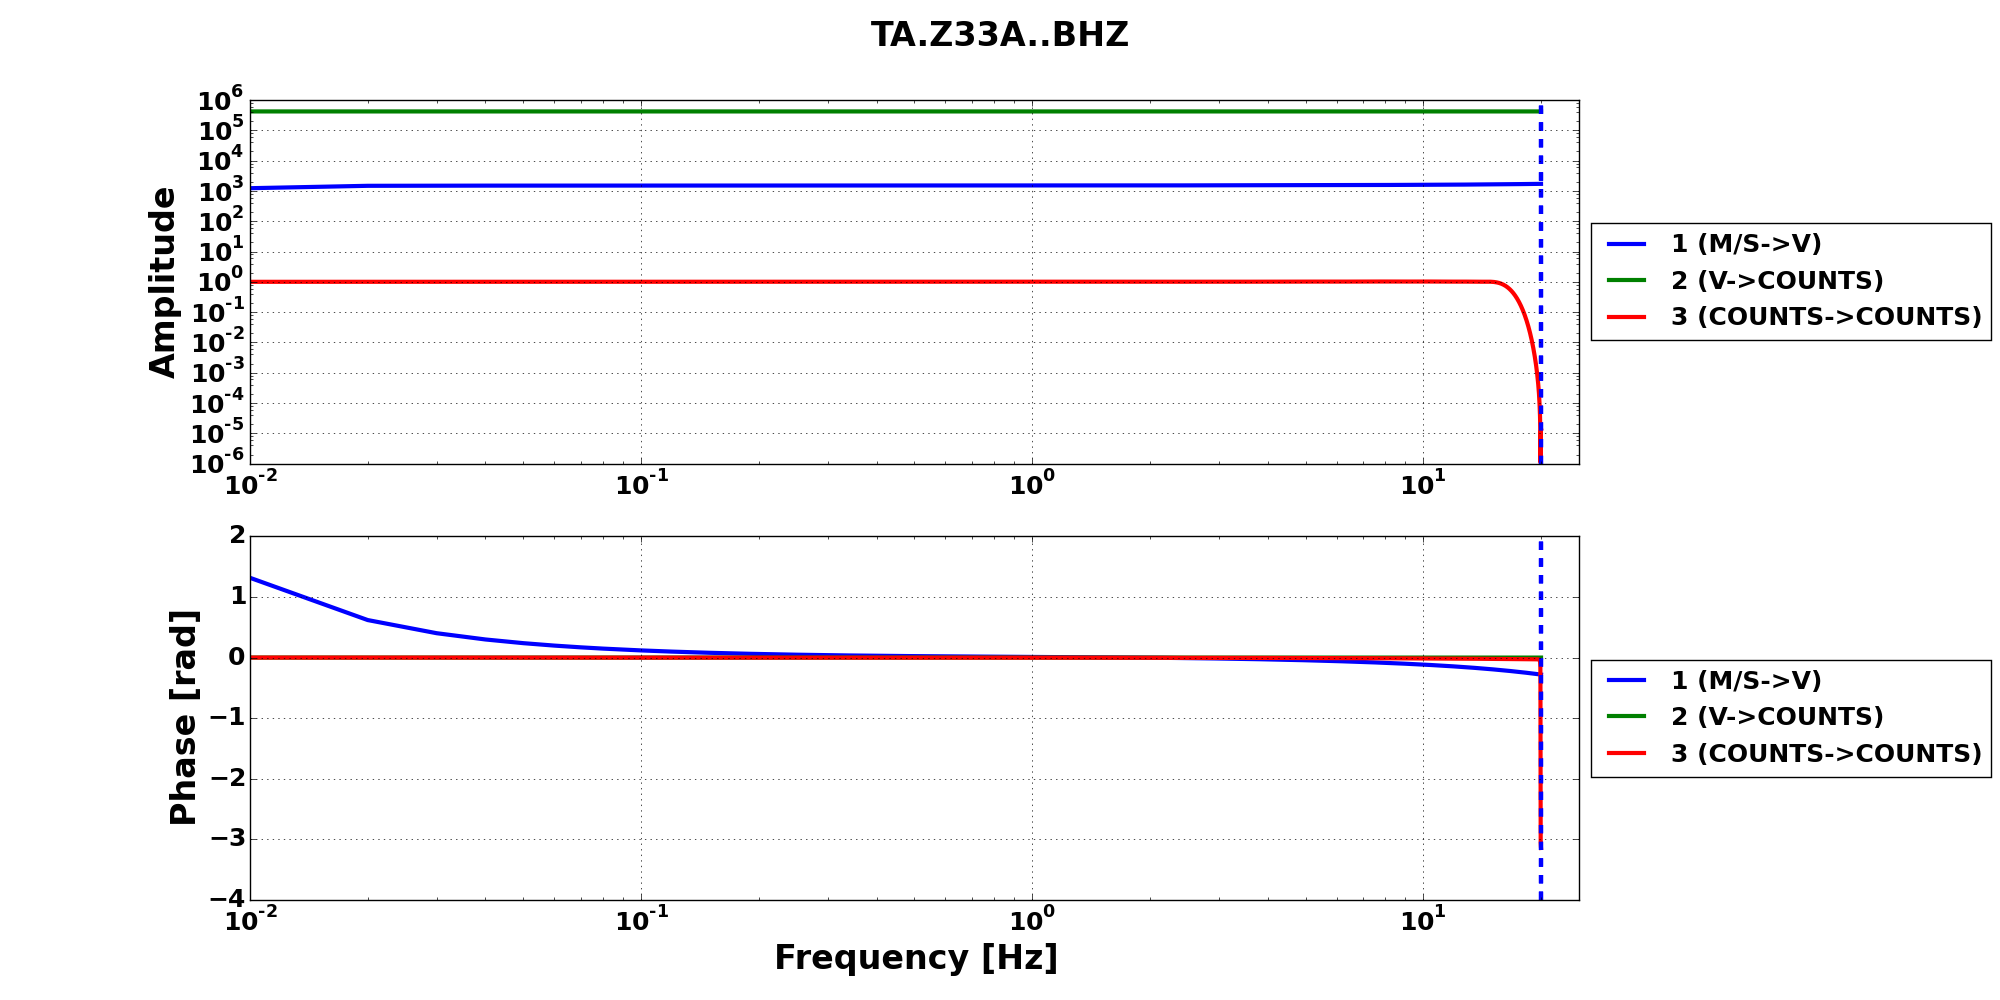 TA.Z33A..BHZ
Amplitude
10^6
10^5
10^4
10^3
10^2
10^1
10^0
10^-1
10^-2
10^-3
10^-4
10^-5
10^-6
10^-2 10^-1 10^0 10^1
1 (M/S->V)
2 (V->COUNTS)
3 (COUNTS->COUNTS)
Phase [rad]
2
1
0
−1
−2
−3
−4
10^-2 10^-1 10^0 10^1
Frequency [Hz]
1 (M/S->V)
2 (V->COUNTS)
3 (COUNTS->COUNTS)